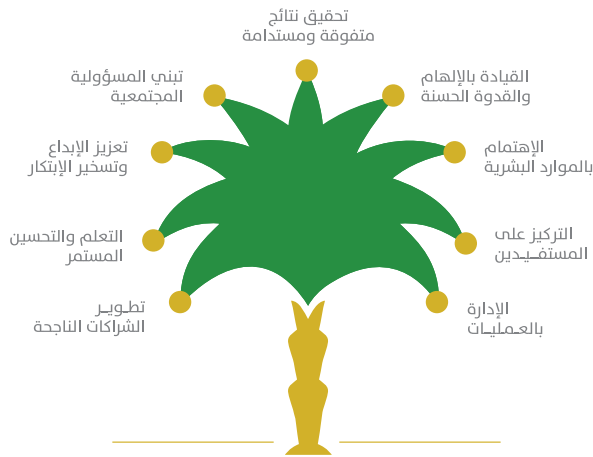 تحقيق نتائج
متفوقة ومستدامة
القيادة بالإلهام
والقدوة الحسنة
الإهتمام
بالموارد البشرية
التركيز على
المستفـيـدين
الإدارة
بالعـمليـات
تبني المسؤولية
المجتمعية
تعزيز الإبداع
وتسخير الإبتكار
التعلم والتحسين
المستمر
تطـويـر
الشراكات الناجحة